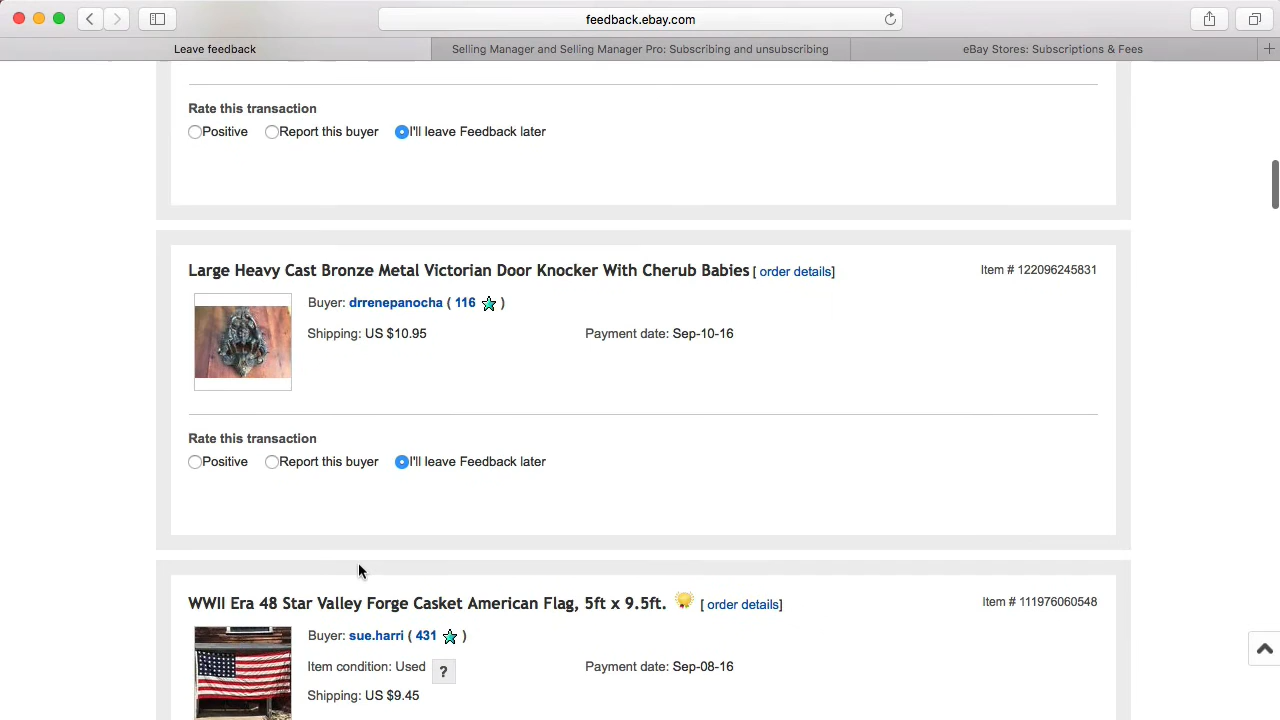 feedback.ebay.com
Leave feedback
Selling Manager and Selling Manager Pro: Subscribing and unsubscribing
eBay Stores: Subscriptions & Fees
Rate this transaction
Positive Report this buyer I'll leave Feedback later
Large Heavy Cast Bronze Metal Victorian Door Knocker With Cherub Babies [ order details] Item # 122096245831
Buyer: drrenepanocha ( 116 )
Shipping: US $10.95 Payment date: Sep-10-16
Rate this transaction
Positive Report this buyer I'll leave Feedback later
WWII Era 48 Star Valley Forge Casket American Flag, 5ft x 9.5ft. [ order details] Item # 111976060548
Buyer: sue.harri ( 431 )
Item condition: Used ? Payment date: Sep-08-16
Shipping: US $9.45